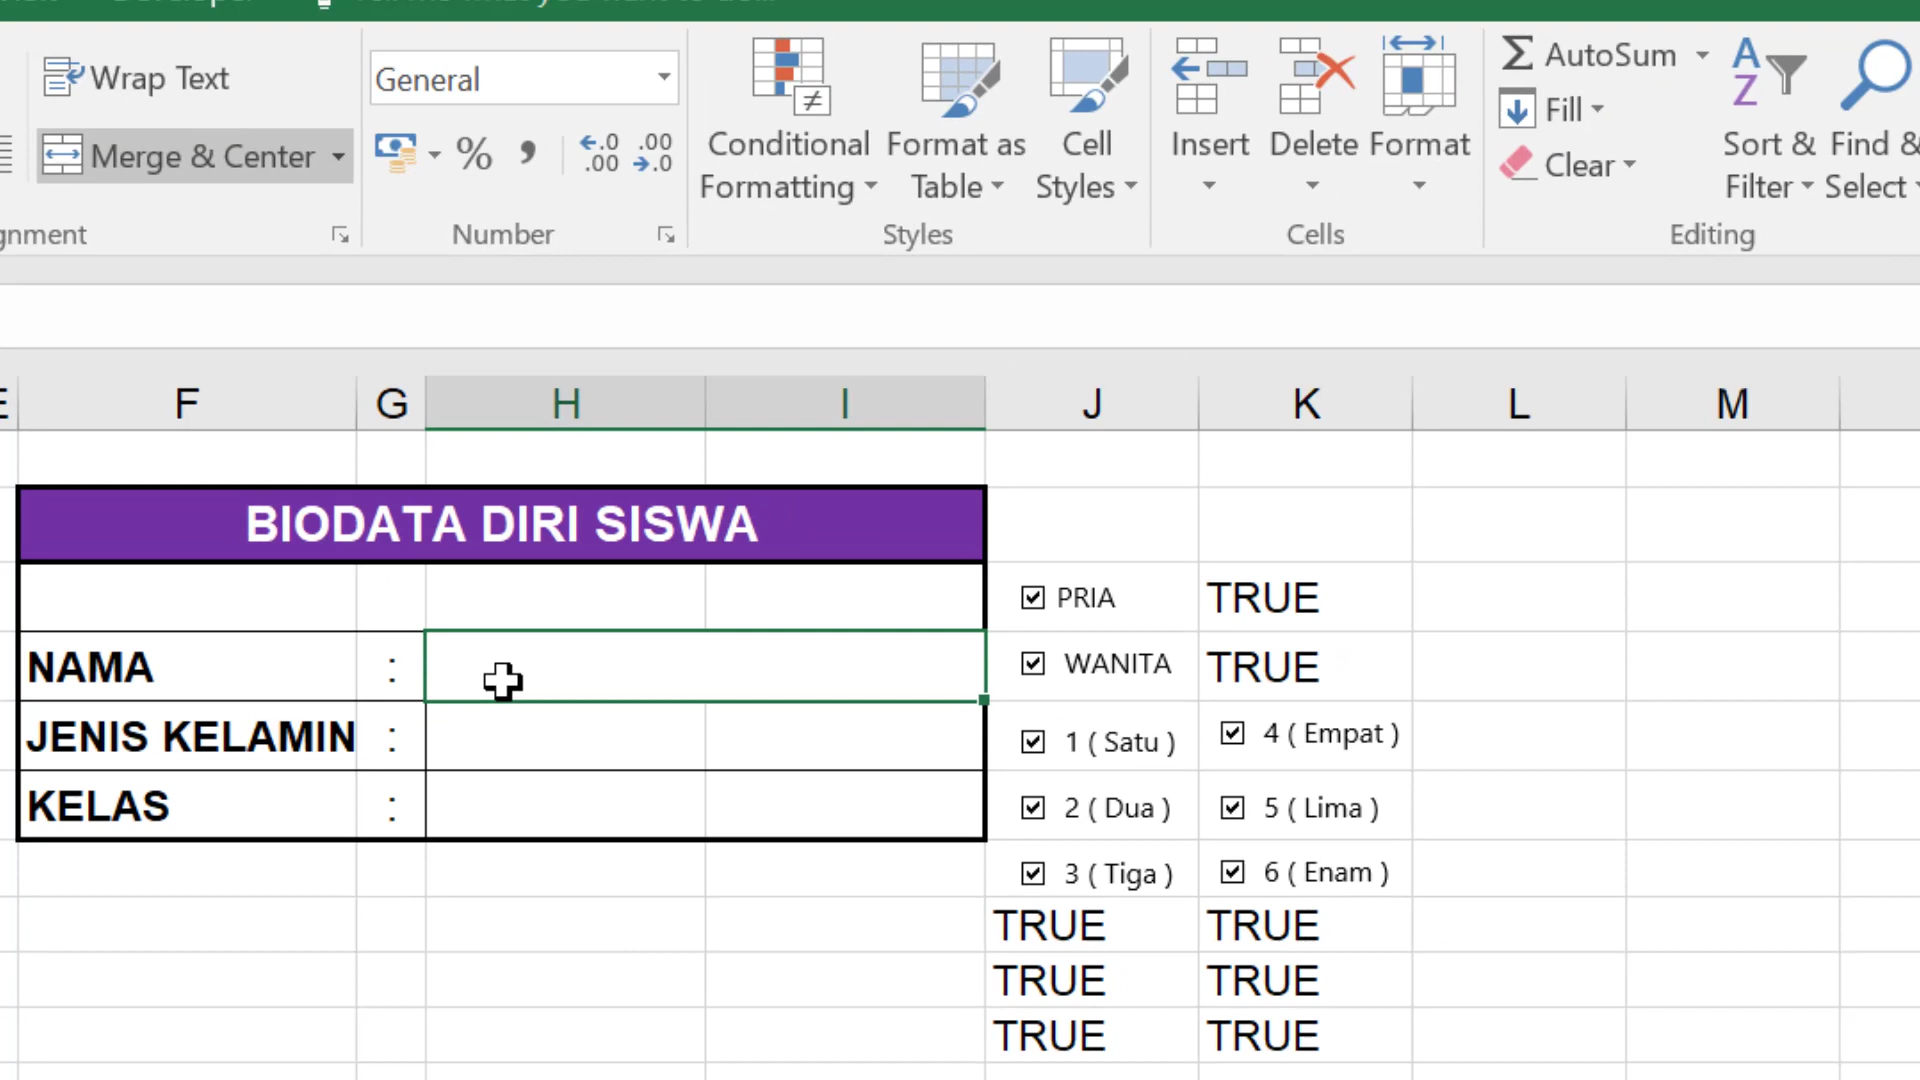 Wrap Text
General
Merge & Center
%
Conditional
Formatting
Format as
Table
Cell
Styles
Insert
Delete
Format
AutoSum
Fill
Clear
Sort &
Filter
Find &
Select
Number
Styles
Cells
Editing
F G H I J K L M
BIODATA DIRI SISWA
PRIA TRUE
NAMA : WANITA TRUE
JENIS KELAMIN : 1 ( Satu ) 4 ( Empat )
KELAS : 2 ( Dua ) 5 ( Lima )
3 ( Tiga ) 6 ( Enam )
TRUE TRUE
TRUE TRUE
TRUE TRUE